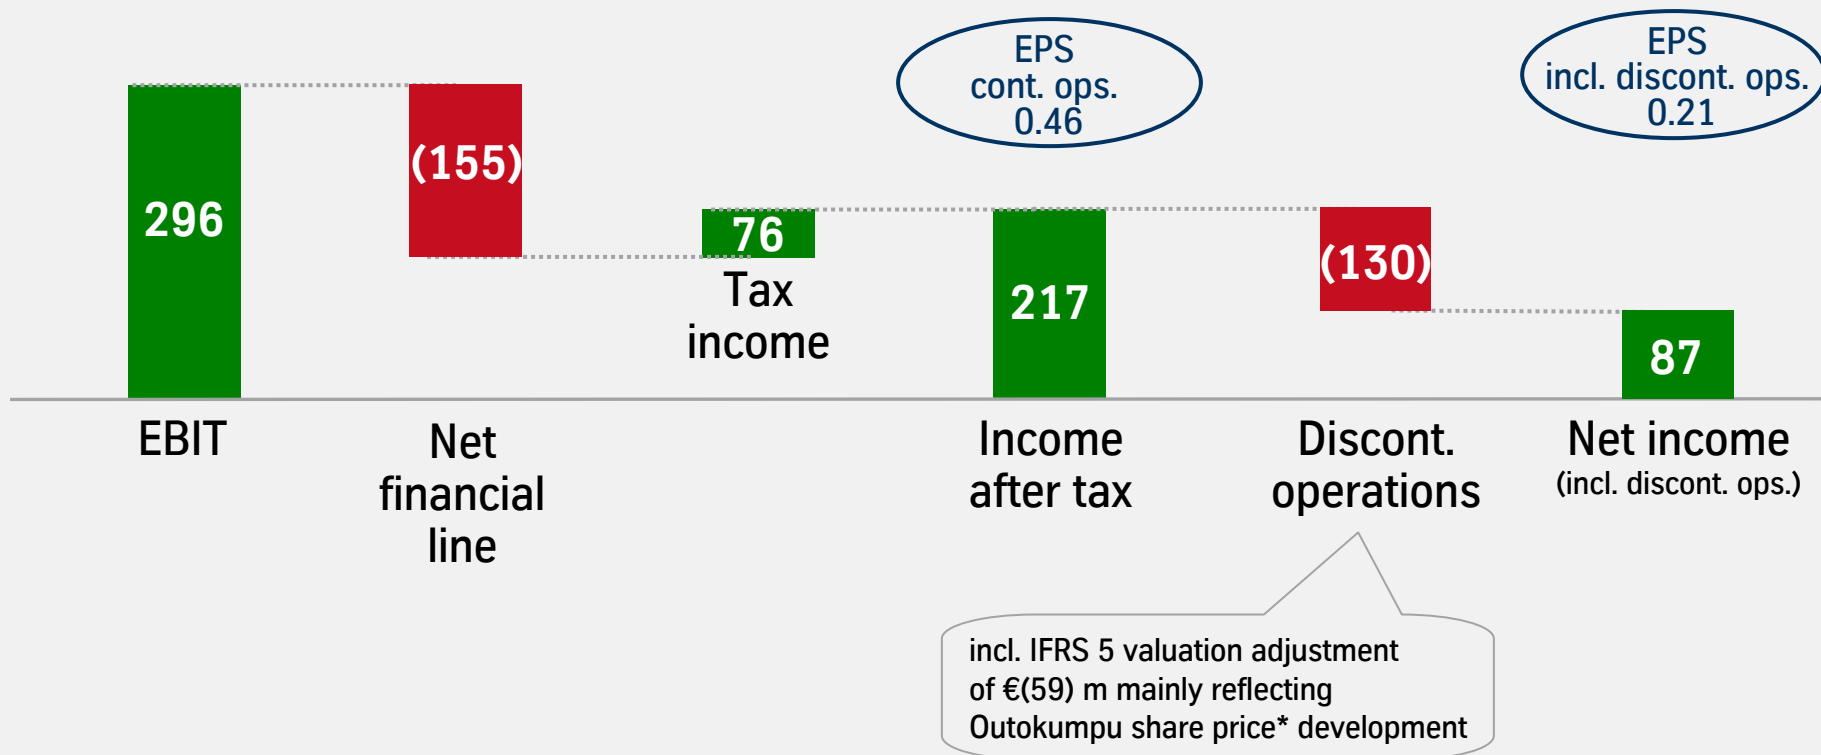 EPS
cont. ops.
0.46
EPS
incl. discont. ops.
0.21
296
(155)
76
217
(130)
87
EBIT
Net
financial
line
Tax
income
Income
after tax
Discont.
operations
Net income
(incl. discont. ops.)
incl. IFRS 5 valuation adjustment
of €(59) m mainly reflecting
Outokumpu share price* development